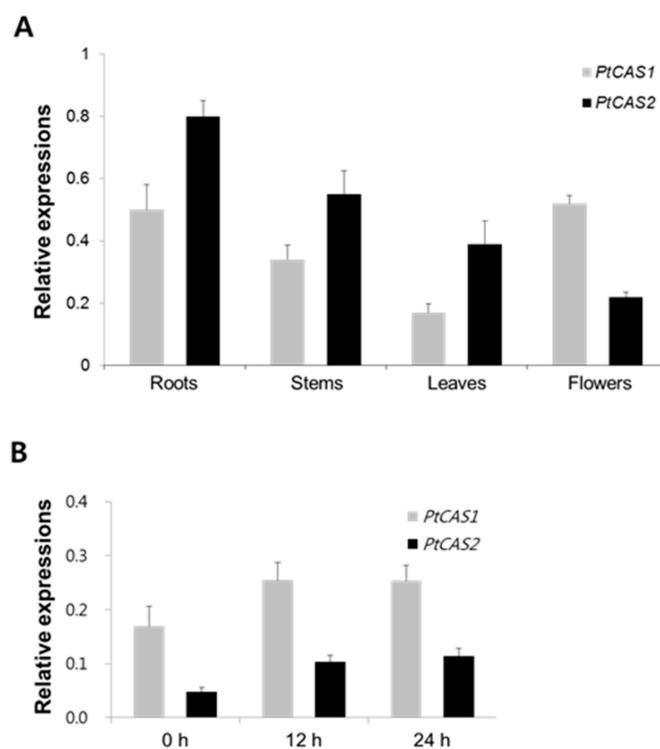 A
Relative expressions
1
0.8
0.6
0.4
0.2
0
PtCAS1
PtCAS2
Roots Stems Leaves Flowers
B
Relative expressions
0.4
0.3
0.2
0.1
0.0
PtCAS1
PtCAS2
0 h 12 h 24 h